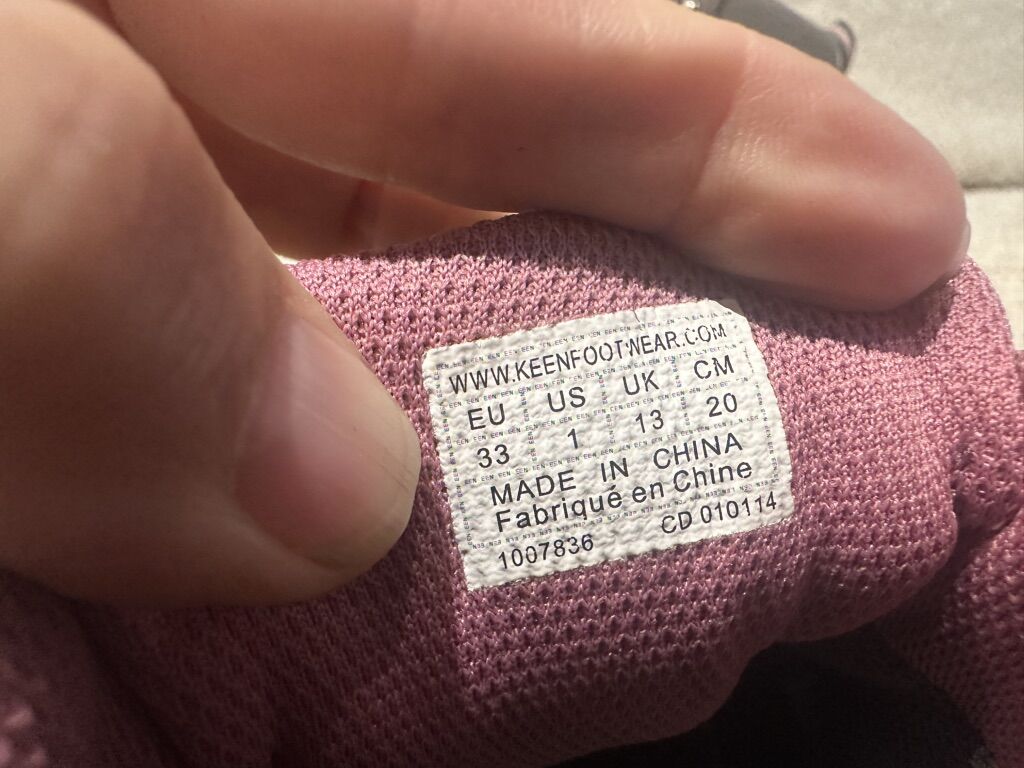 WWW.KEENFOOTWEAR.COM
EU US UK CM
33 1 13 20
MADE IN CHINA
Fabriqué en Chine
1007836 CD 010114